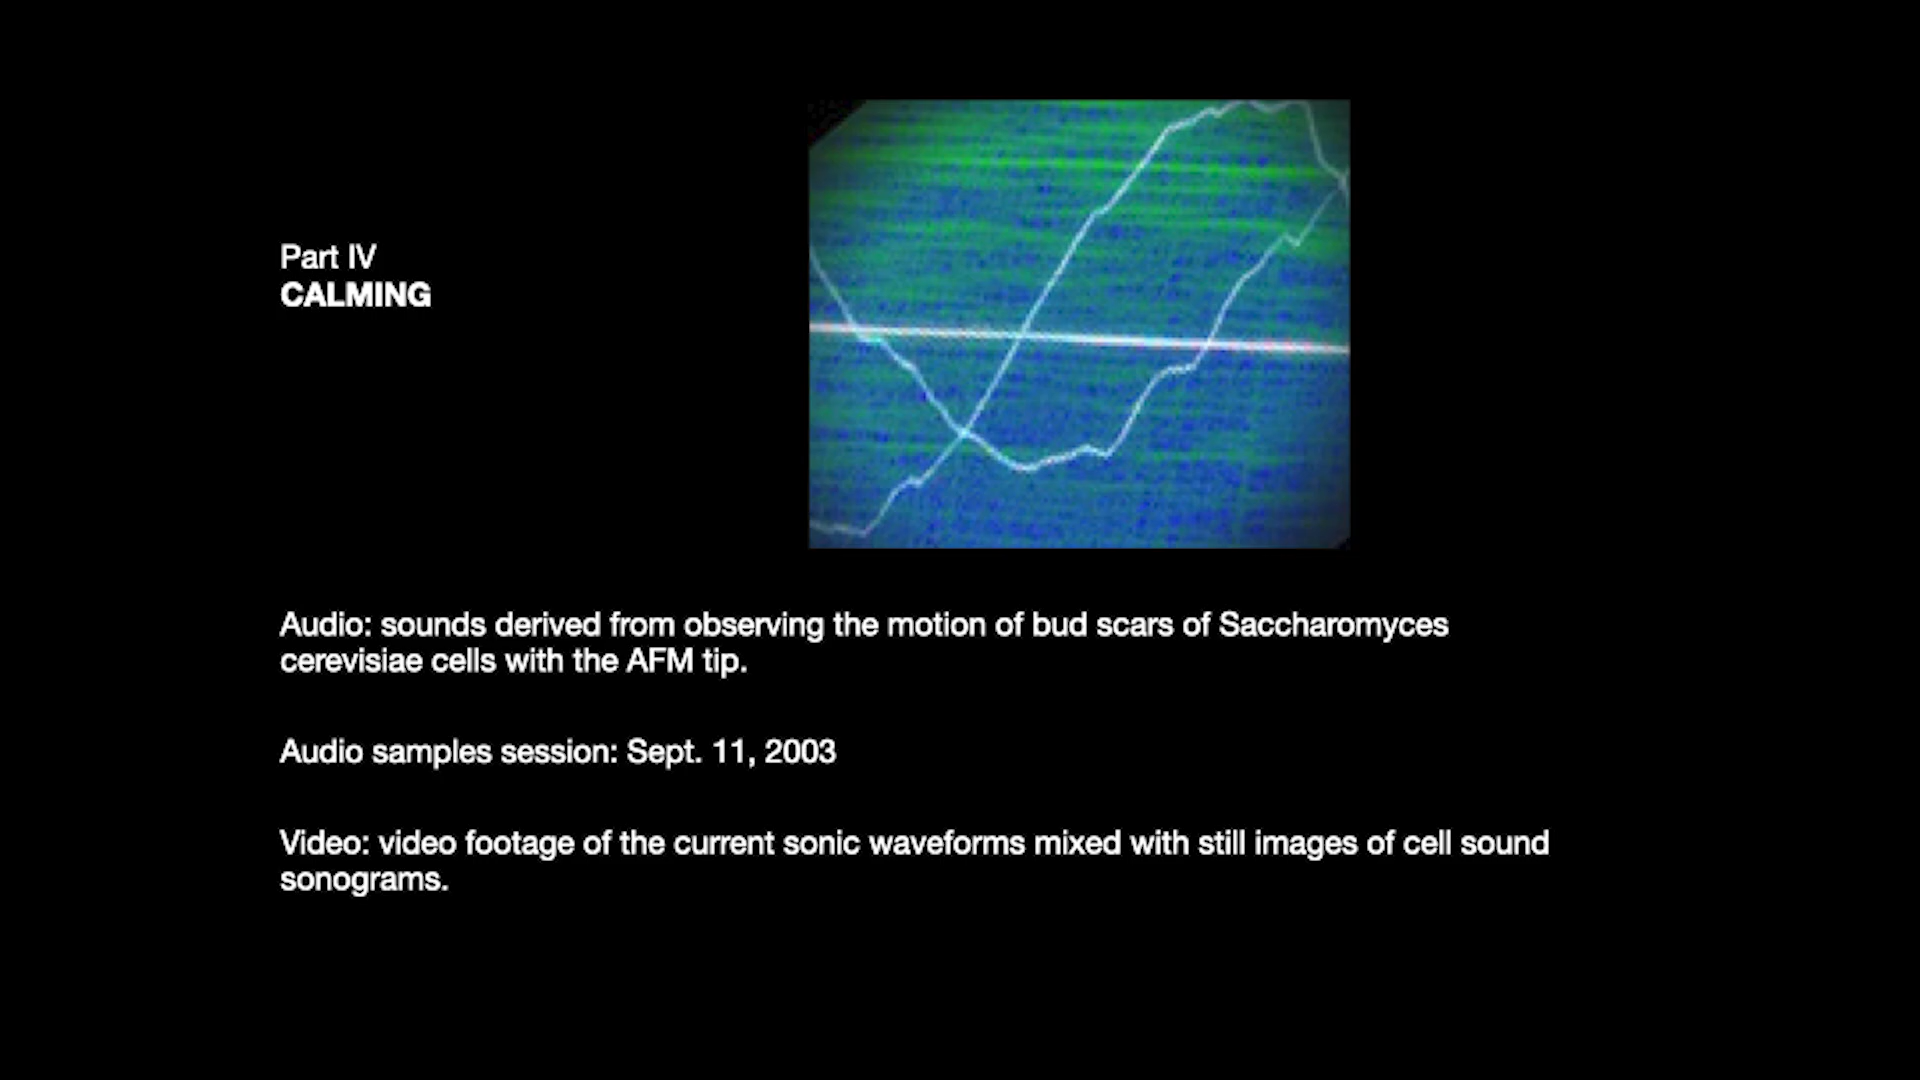 Part IV
CALMING
Audio: sounds derived from observing the motion of bud scars of Saccharomyces
cerevisiae cells with the AFM tip.
Audio samples session: Sept. 11, 2003
Video: video footage of the current sonic waveforms mixed with still images of cell sound
sonograms.